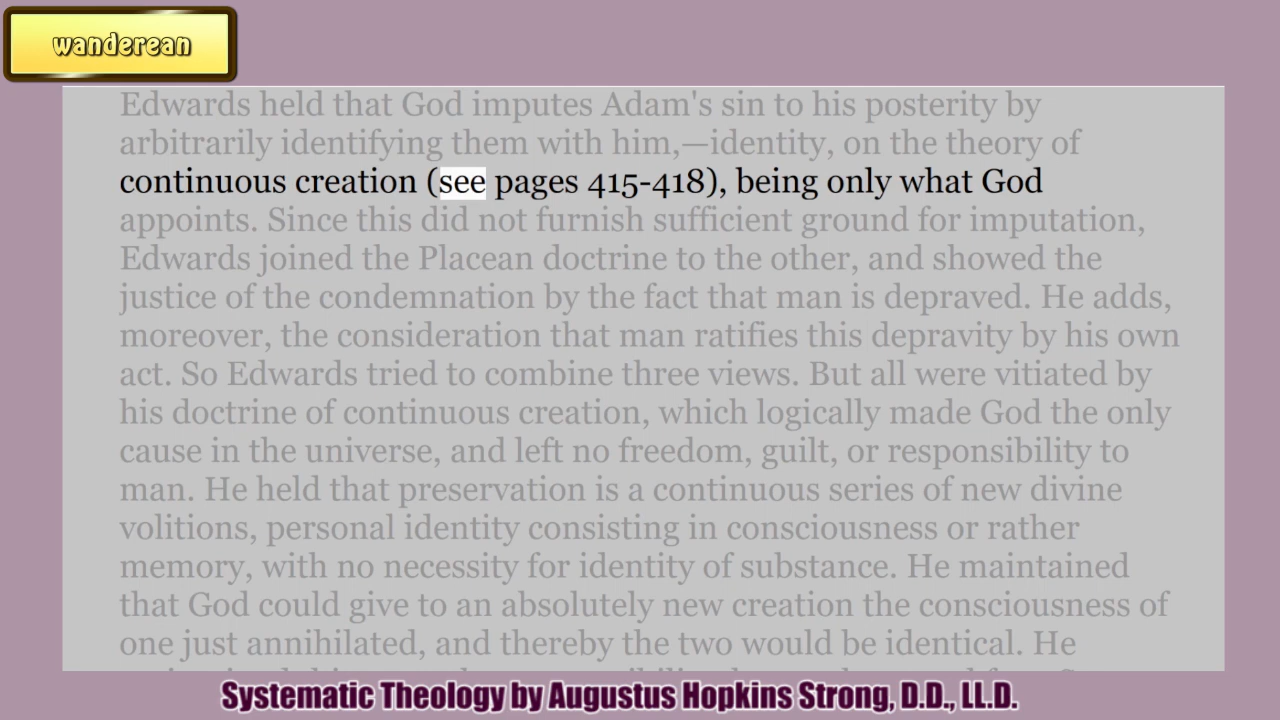 wanderean
Edwards held that God imputes Adam's sin to his posterity by
arbitrarily identifying them with him,—identity, on the theory of
continuous creation (see pages 415-418), being only what God
appoints. Since this did not furnish sufficient ground for imputation,
Edwards joined the Placean doctrine to the other, and showed the
justice of the condemnation by the fact that man is depraved. He adds,
moreover, the consideration that man ratifies this depravity by his own
act. So Edwards tried to combine three views. But all were vitiated by
his doctrine of continuous creation, which logically made God the only
cause in the universe, and left no freedom, guilt, or responsibility to
man. He held that preservation is a continuous series of new divine
volitions, personal identity consisting in consciousness or rather
memory, with no necessity for identity of substance. He maintained
that God could give to an absolutely new creation the consciousness of
one just annihilated, and thereby the two would be identical. He
Systematic Theology by Augustus Hopkins Strong, D.D., LL.D.